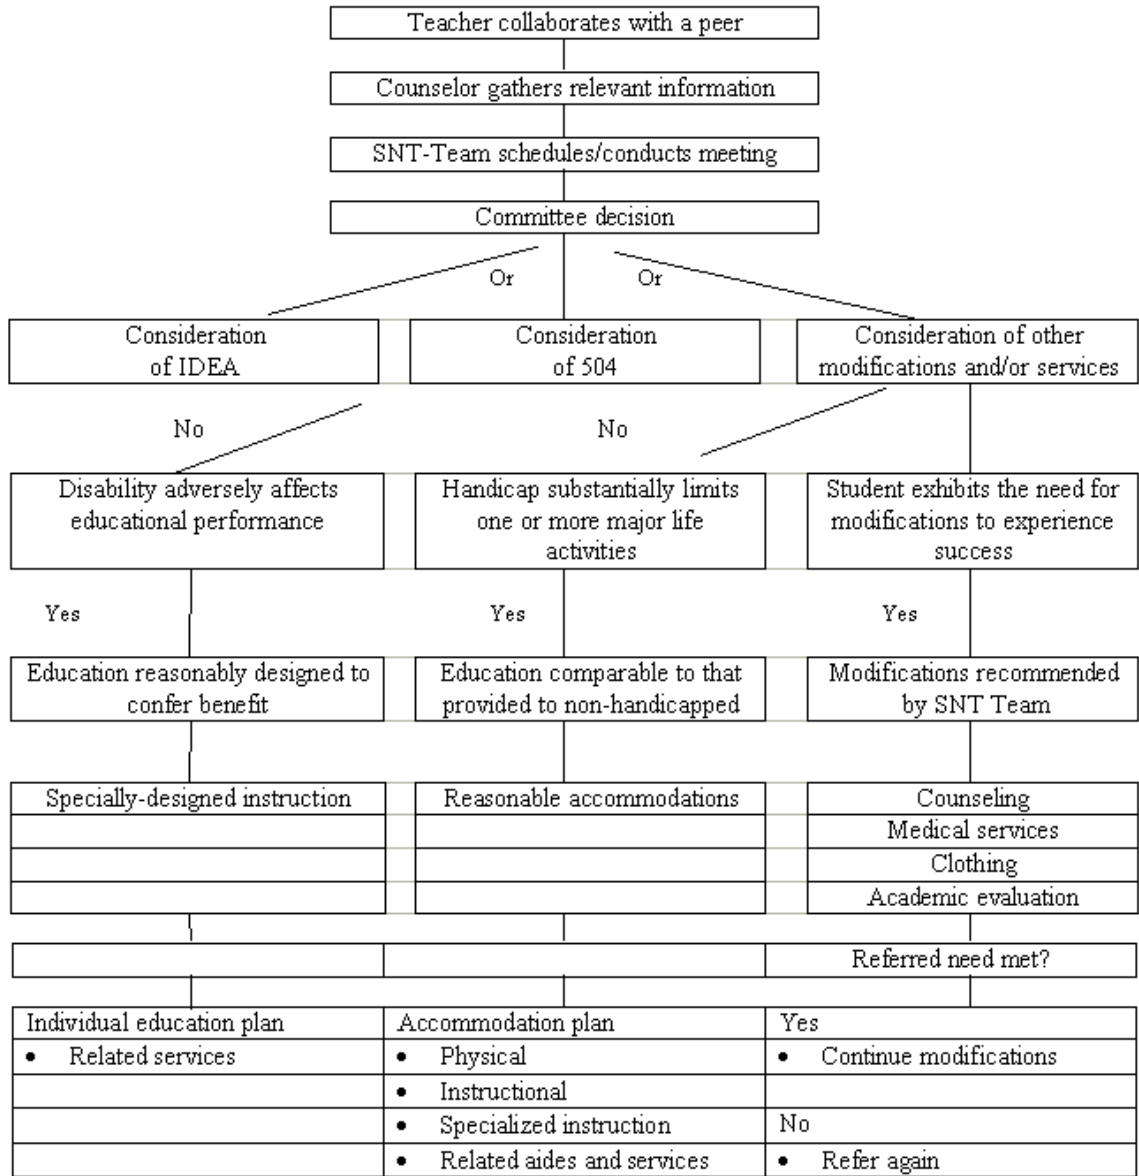 Teacher collaborates with a peer
Counselor gathers relevant information
SNT-Team schedules/conducts meeting
Committee decision
Or
Or
Consideration
of IDEA
Consideration
of 504
Consideration of other
modifications and/or services
No
No
Disability adversely affects
educational performance
Handicap substantially limits
one or more major life
activities
Student exhibits the need for
modifications to experience
success
Yes
Yes
Yes
Education reasonably designed to
confer benefit
Education comparable to that
provided to non-handicapped
Modifications recommended
by SNT Team
Specially-designed instruction
Reasonable accommodations
Counseling
Medical services
Clothing
Academic evaluation
Referred need met?
Individual education plan
• Related services
Accommodation plan
• Physical
• Instructional
• Specialized instruction
• Related aides and services
Yes
• Continue modifications
No
• Refer again